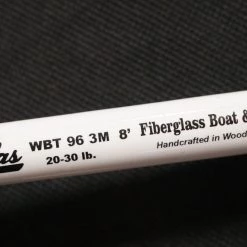 WBT 96 3M 8' Fiberglass Boat &
20-30 lb. Handcrafted in Wood